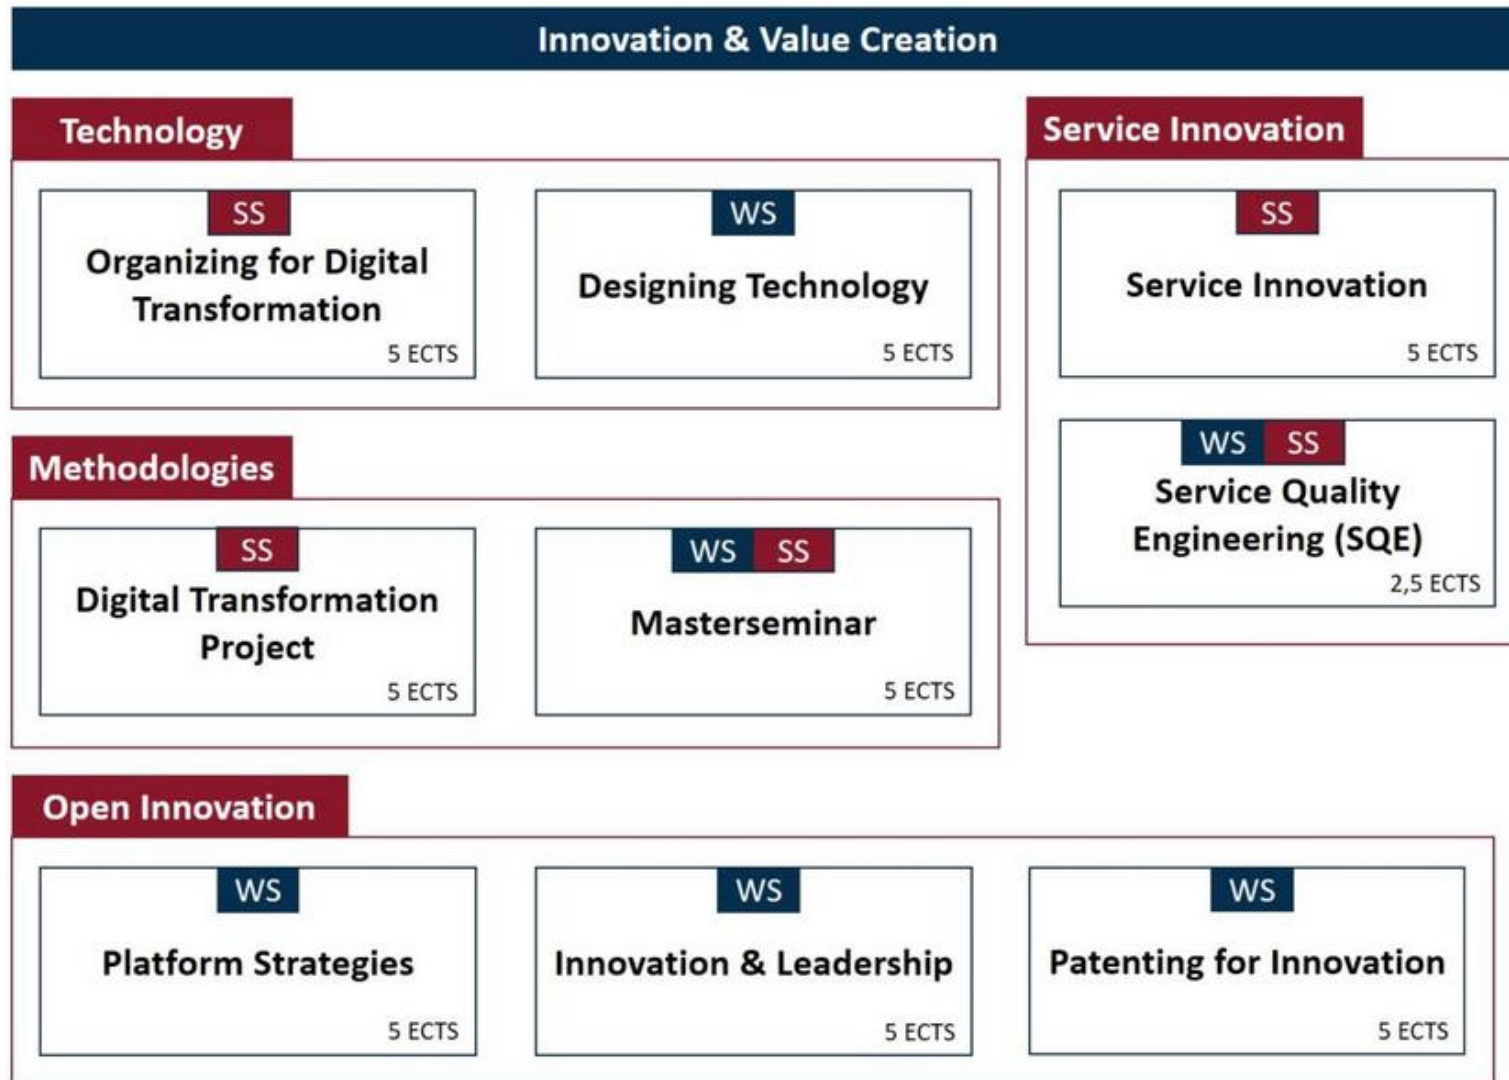 Innovation & Value Creation
Technology
SS
Organizing for Digital
Transformation
5 ECTS
WS
Designing Technology
5 ECTS
Service Innovation
SS
Service Innovation
5 ECTS
WS SS
Service Quality
Engineering (SQE)
2,5 ECTS
Methodologies
SS
Digital Transformation
Project
5 ECTS
WS SS
Masterseminar
5 ECTS
Open Innovation
WS
Platform Strategies
5 ECTS
WS
Innovation & Leadership
5 ECTS
WS
Patenting for Innovation
5 ECTS